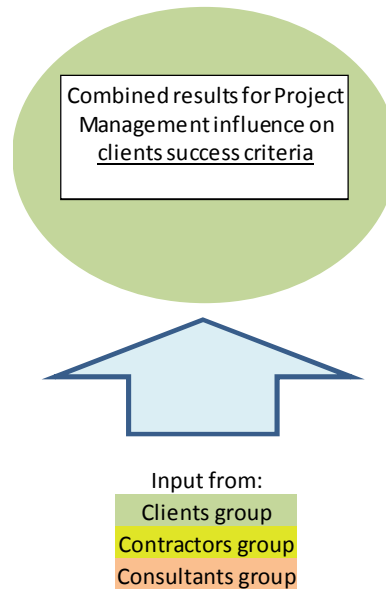 Combined results for Project
Management influence on
clients success criteria
Input from:
Clients group
Contractors group
Consultants group